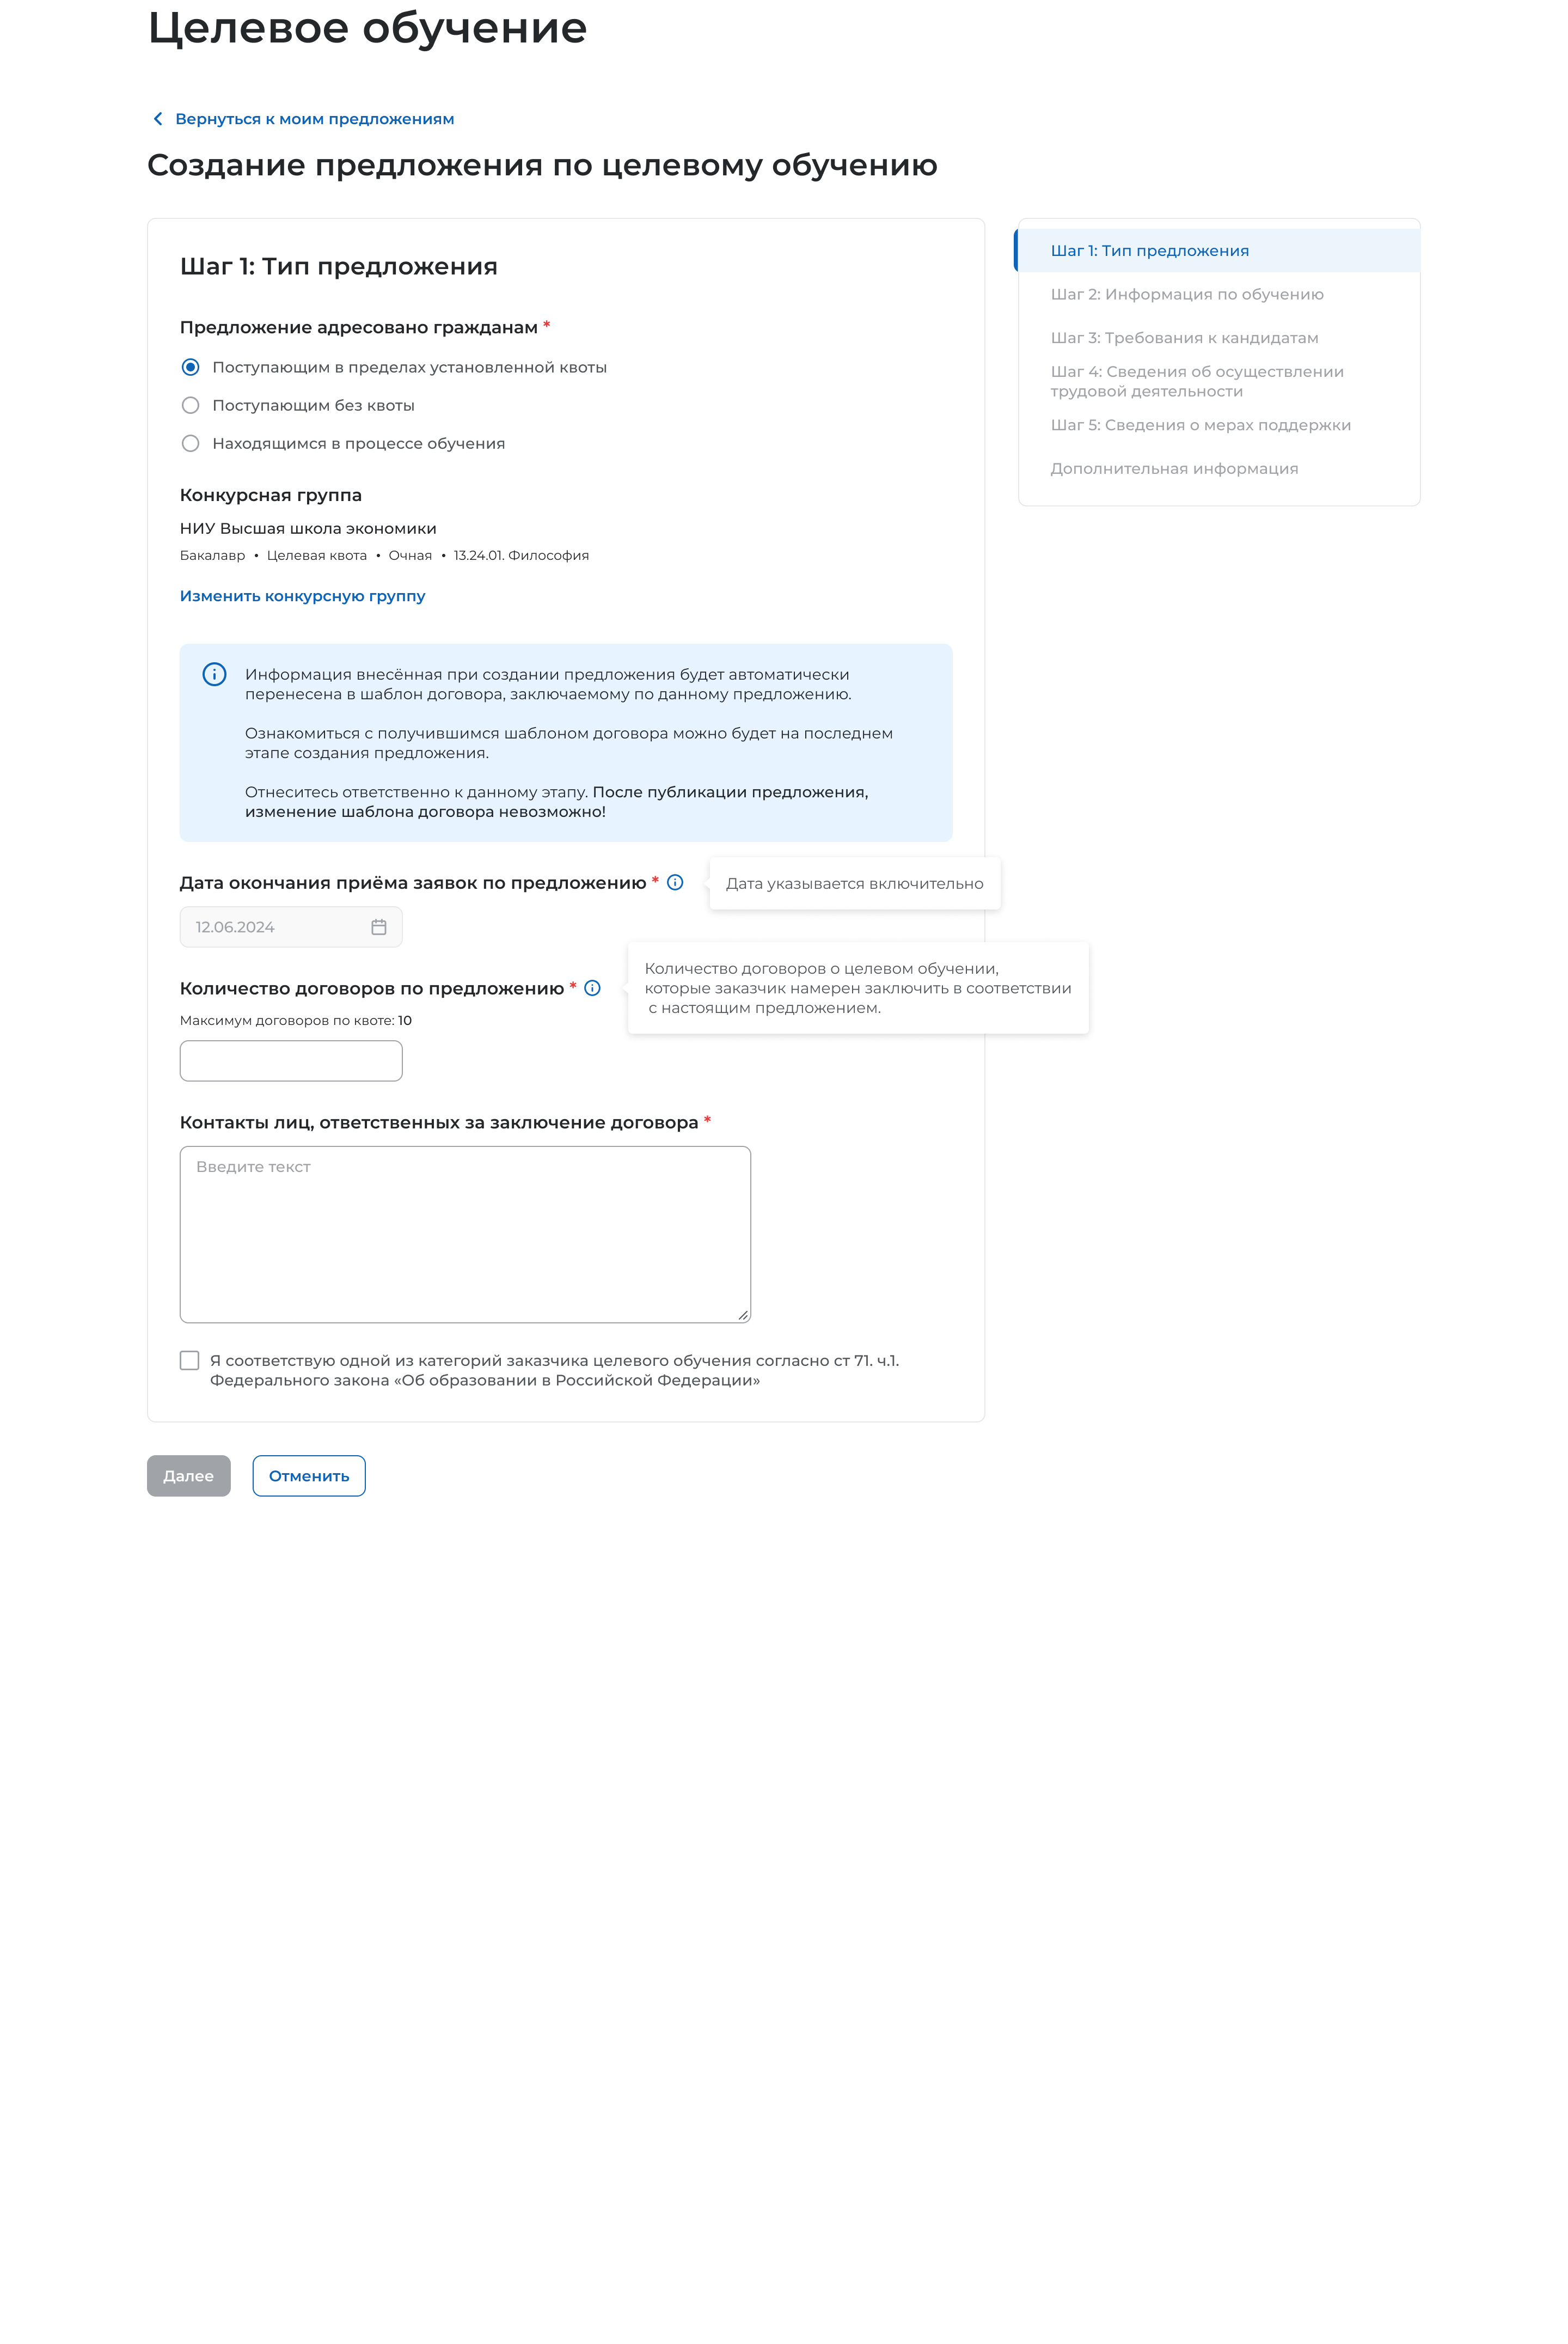 Целевое обучение
Вернуться к моим предложениям
Создание предложения по целевому обучению
Шаг 1: Тип предложения
Предложение адресовано гражданам *
Поступающим в пределах установленной квоты
Поступающим без квоты
Находящимся в процессе обучения
Конкурсная группа
НИУ Высшая школа экономики
Бакалавр • Целевая квота • Очная • 13.24.01. Философия
Изменить конкурсную группу
Информация внесённая при создании предложения будет автоматически
перенесена в шаблон договора, заключаемому по данному предложению.
Ознакомиться с получившимся шаблоном договора можно будет на последнем
этапе создания предложения.
Отнеситесь ответственно к данному этапу. После публикации предложения,
изменение шаблона договора невозможно!
Дата окончания приёма заявок по предложению *
Дата указывается включительно
12.06.2024
Количество договоров по предложению *
Количество договоров о целевом обучении,
которые заказчик намерен заключить в соответствии
с настоящим предложением.
Максимум договоров по квоте: 10
Контакты лиц, ответственных за заключение договора *
Введите текст
Я соответствую одной из категорий заказчика целевого обучения согласно ст 71. ч.1.
Федерального закона «Об образовании в Российской Федерации»
Далее
Отменить
Шаг 1: Тип предложения
Шаг 2: Информация по обучению
Шаг 3: Требования к кандидатам
Шаг 4: Сведения об осуществлении
трудовой деятельности
Шаг 5: Сведения о мерах поддержки
Дополнительная информация